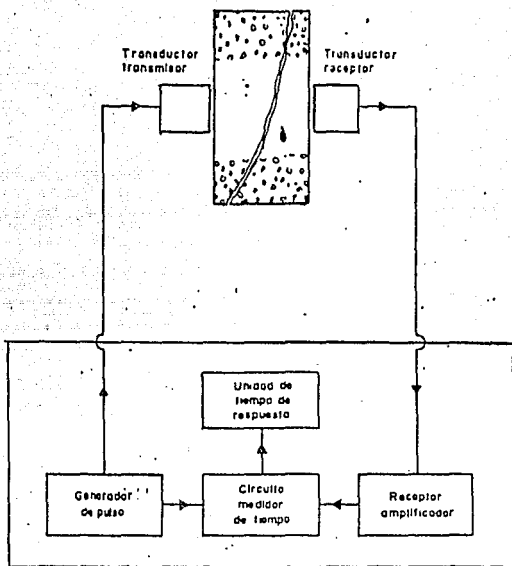 Transductor
transmisor
Transductor
receptor
Unidad de
tiempo de
respuesta
Generador
de pulso
Circuito
medidor
de tiempo
Receptor
amplificador